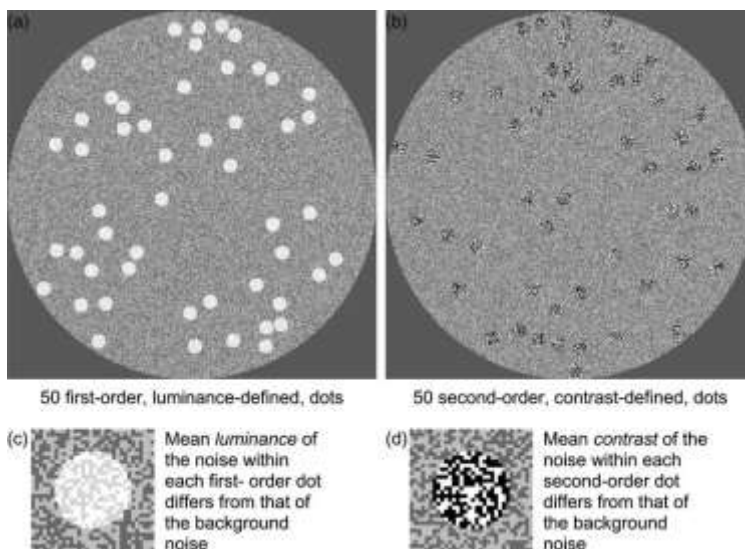 (a)
(b)
50 first-order, luminance-defined, dots
50 second-order, contrast-defined, dots
(c)
Mean luminance of
the noise within
each first- order dot
differs from that of
the background
noise
(d)
Mean contrast of the
noise within each
second-order dot
differs from that of
the background
noise